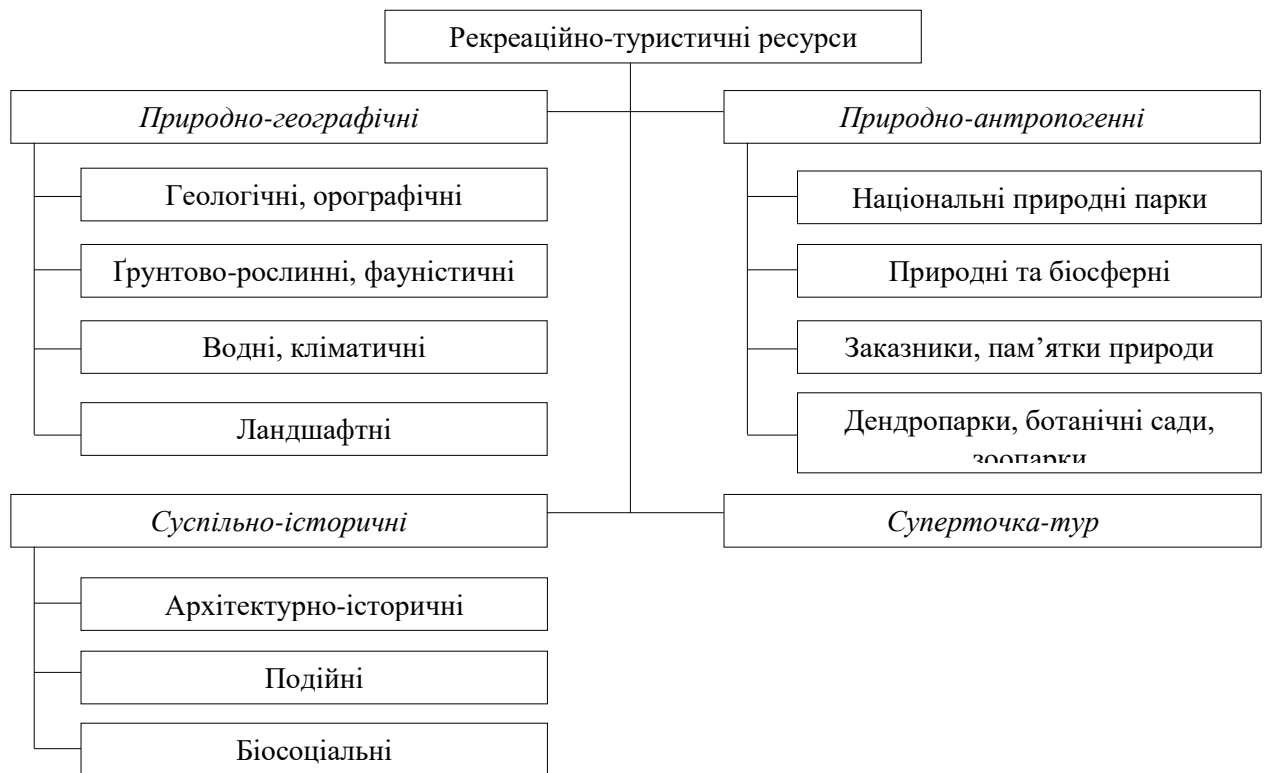 Рекреаційно-туристичні ресурси
Природно-географічні
Геологічні, орографічні
Ґрунтово-рослинні, фауністичні
Водні, кліматичні
Ландшафтні
Природно-антропогенні
Національні природні парки
Природні та біосферні
Заказники, пам’ятки природи
Дендропарки, ботанічні сади,
зоопарки
Суспільно-історичні
Архітектурно-історичні
Подійні
Біосоціальні
Суперточка-тур